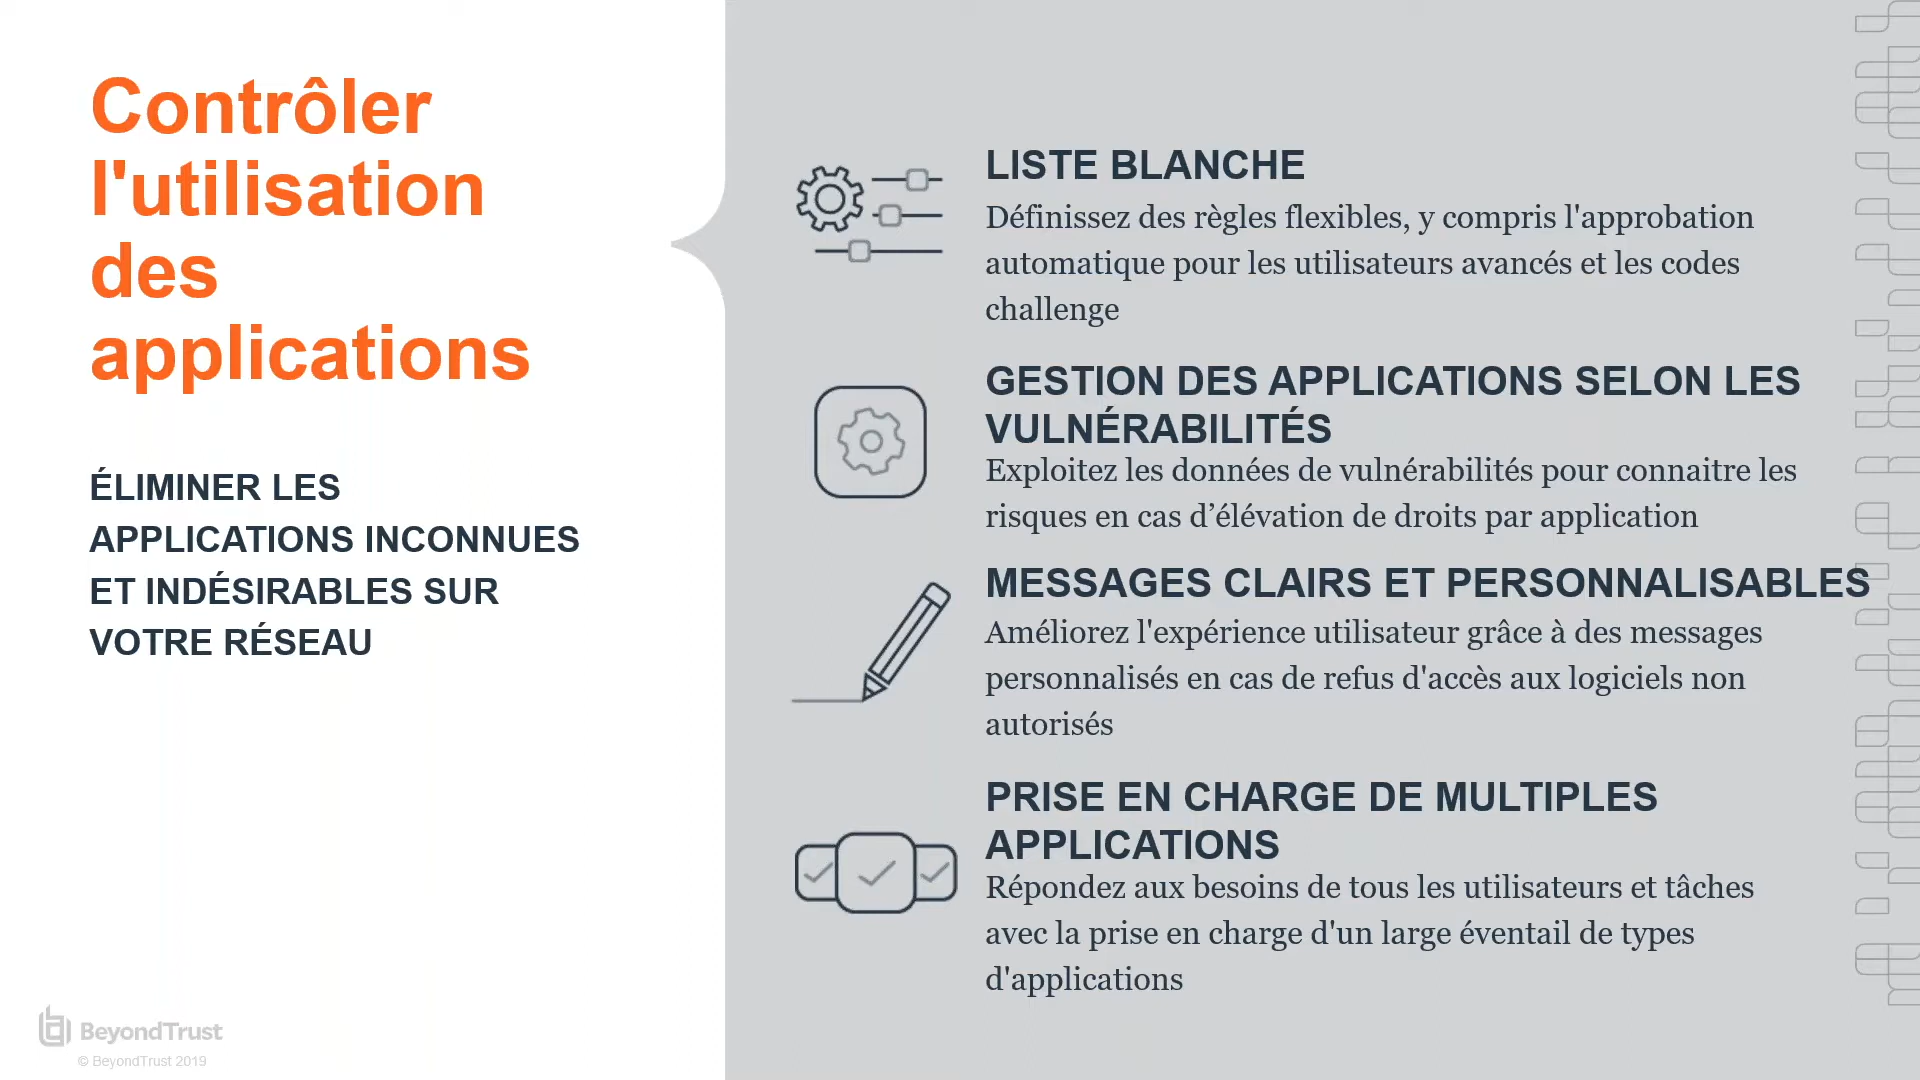 Contrôler
l'utilisation
des
applications
ÉLIMINER LES
APPLICATIONS INCONNUES
ET INDÉSIRABLES SUR
VOTRE RÉSEAU
LISTE BLANCHE
Définissez des règles flexibles, y compris l'approbation
automatique pour les utilisateurs avancés et les codes
challenge
GESTION DES APPLICATIONS SELON LES
VULNÉRABILITÉS
Exploitez les données de vulnérabilités pour connaitre les
risques en cas d’élévation de droits par application
MESSAGES CLAIRS ET PERSONNALISABLES
Améliorez l'expérience utilisateur grâce à des messages
personnalisés en cas de refus d'accès aux logiciels non
autorisés
PRISE EN CHARGE DE MULTIPLES
APPLICATIONS
Répondez aux besoins de tous les utilisateurs et tâches
avec la prise en charge d'un large éventail de types
d'applications
BeyondTrust
© BeyondTrust 2019